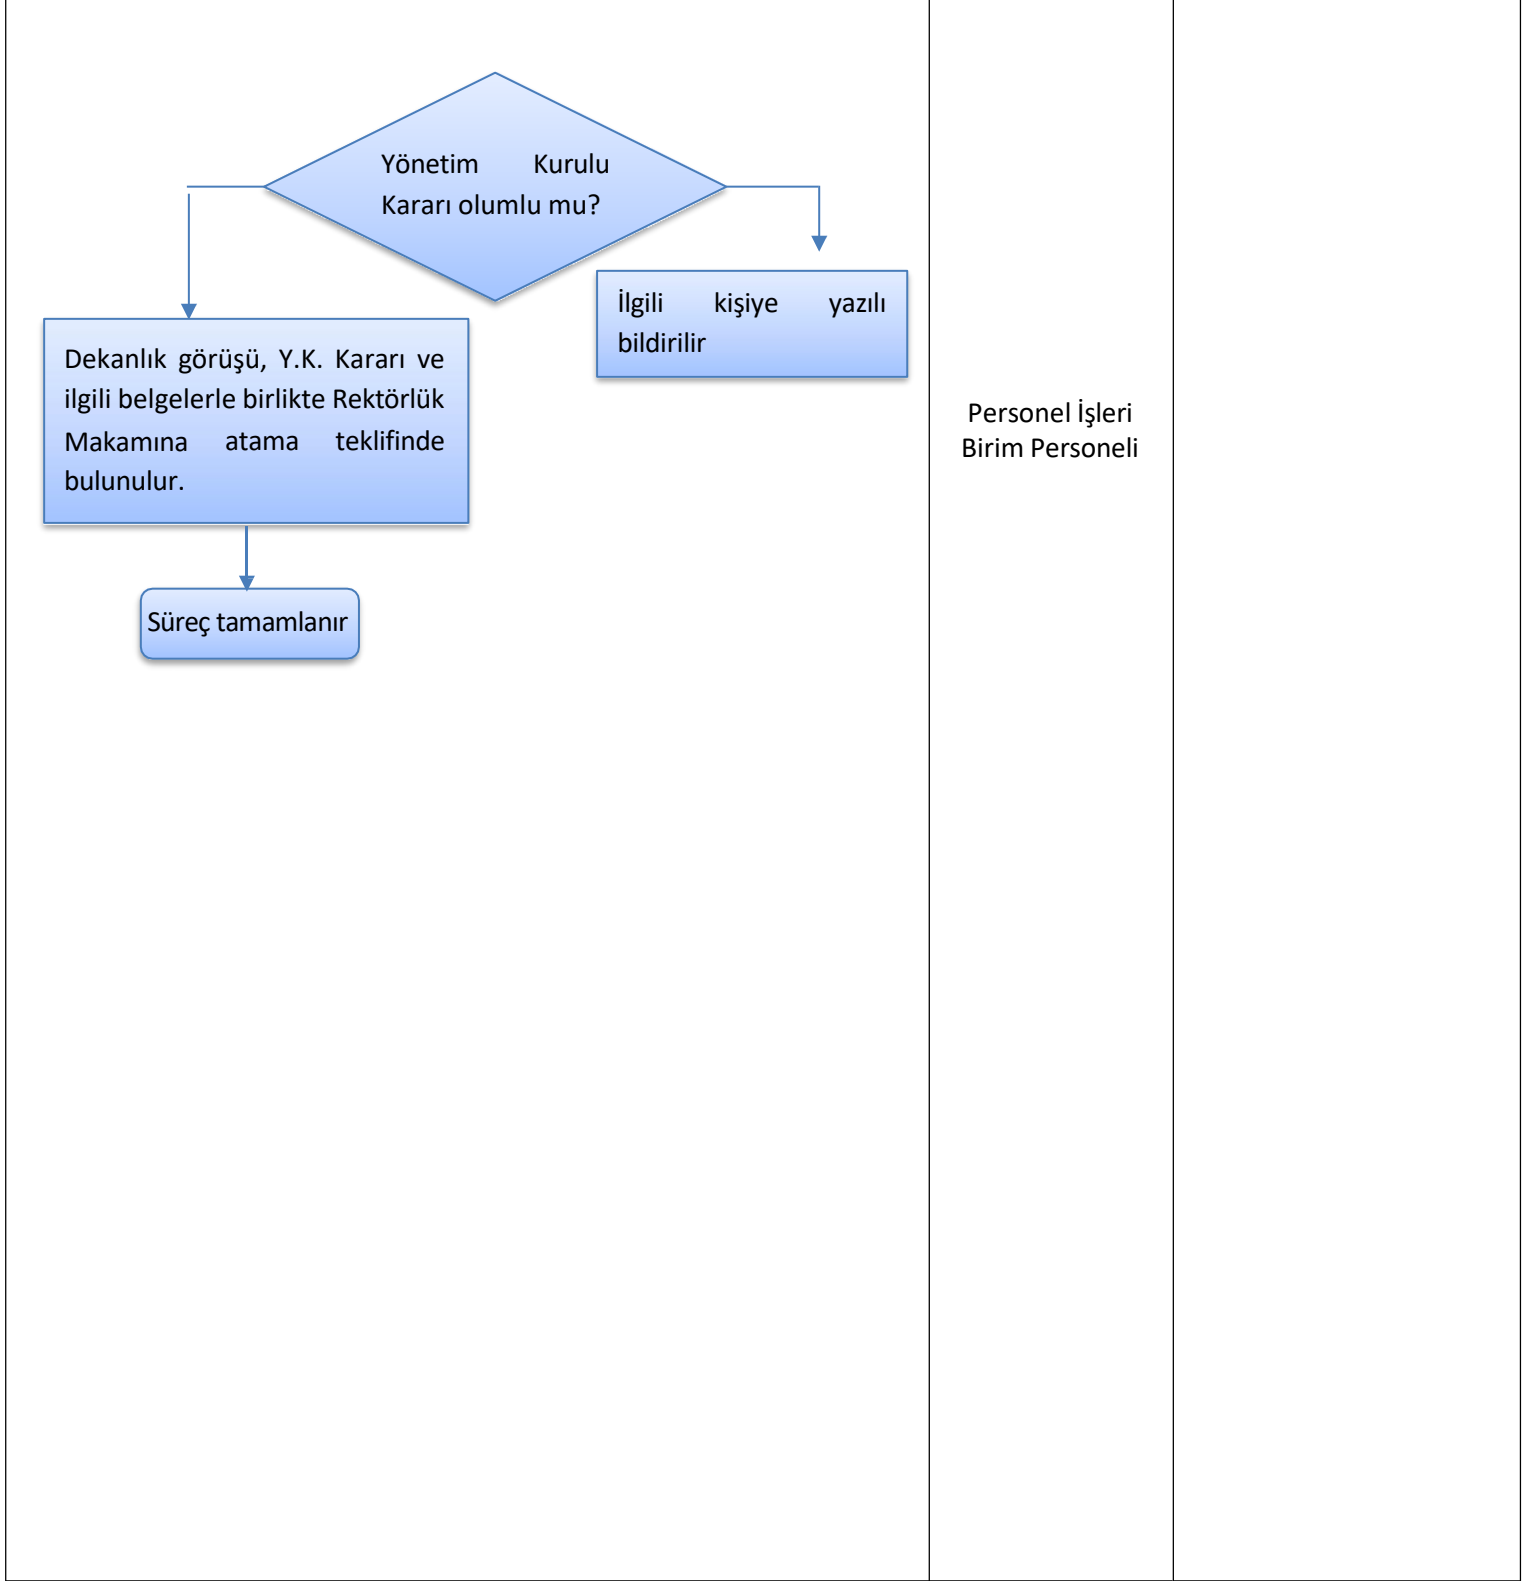 Yönetim Kurulu
Kararı olumlu mu?
İlgili kişiye yazılı
bildirilir
Dekanlık görüşü, Y.K. Kararı ve
ilgili belgelerle birlikte Rektörlük
Makamına atama teklifinde
bulunulur.
Süreç tamamlanır
Personel İşleri
Birim Personeli